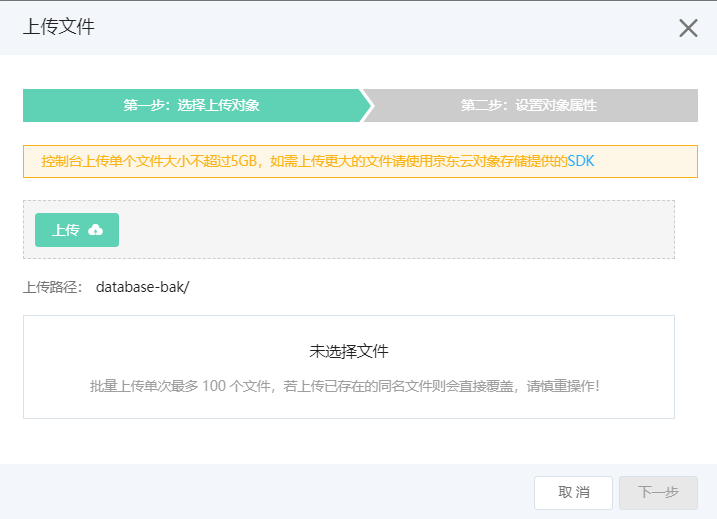 上传文件
第一步：选择上传对象
第二步：设置对象属性
控制台上传单个文件大小不超过5GB，如需上传更大的文件请使用京东云对象存储提供的SDK
上传
上传路径： database-bak/
未选择文件
批量上传单次最多 100 个文件，若上传已存在的同名文件则会直接覆盖，请慎重操作！
取 消
下一步